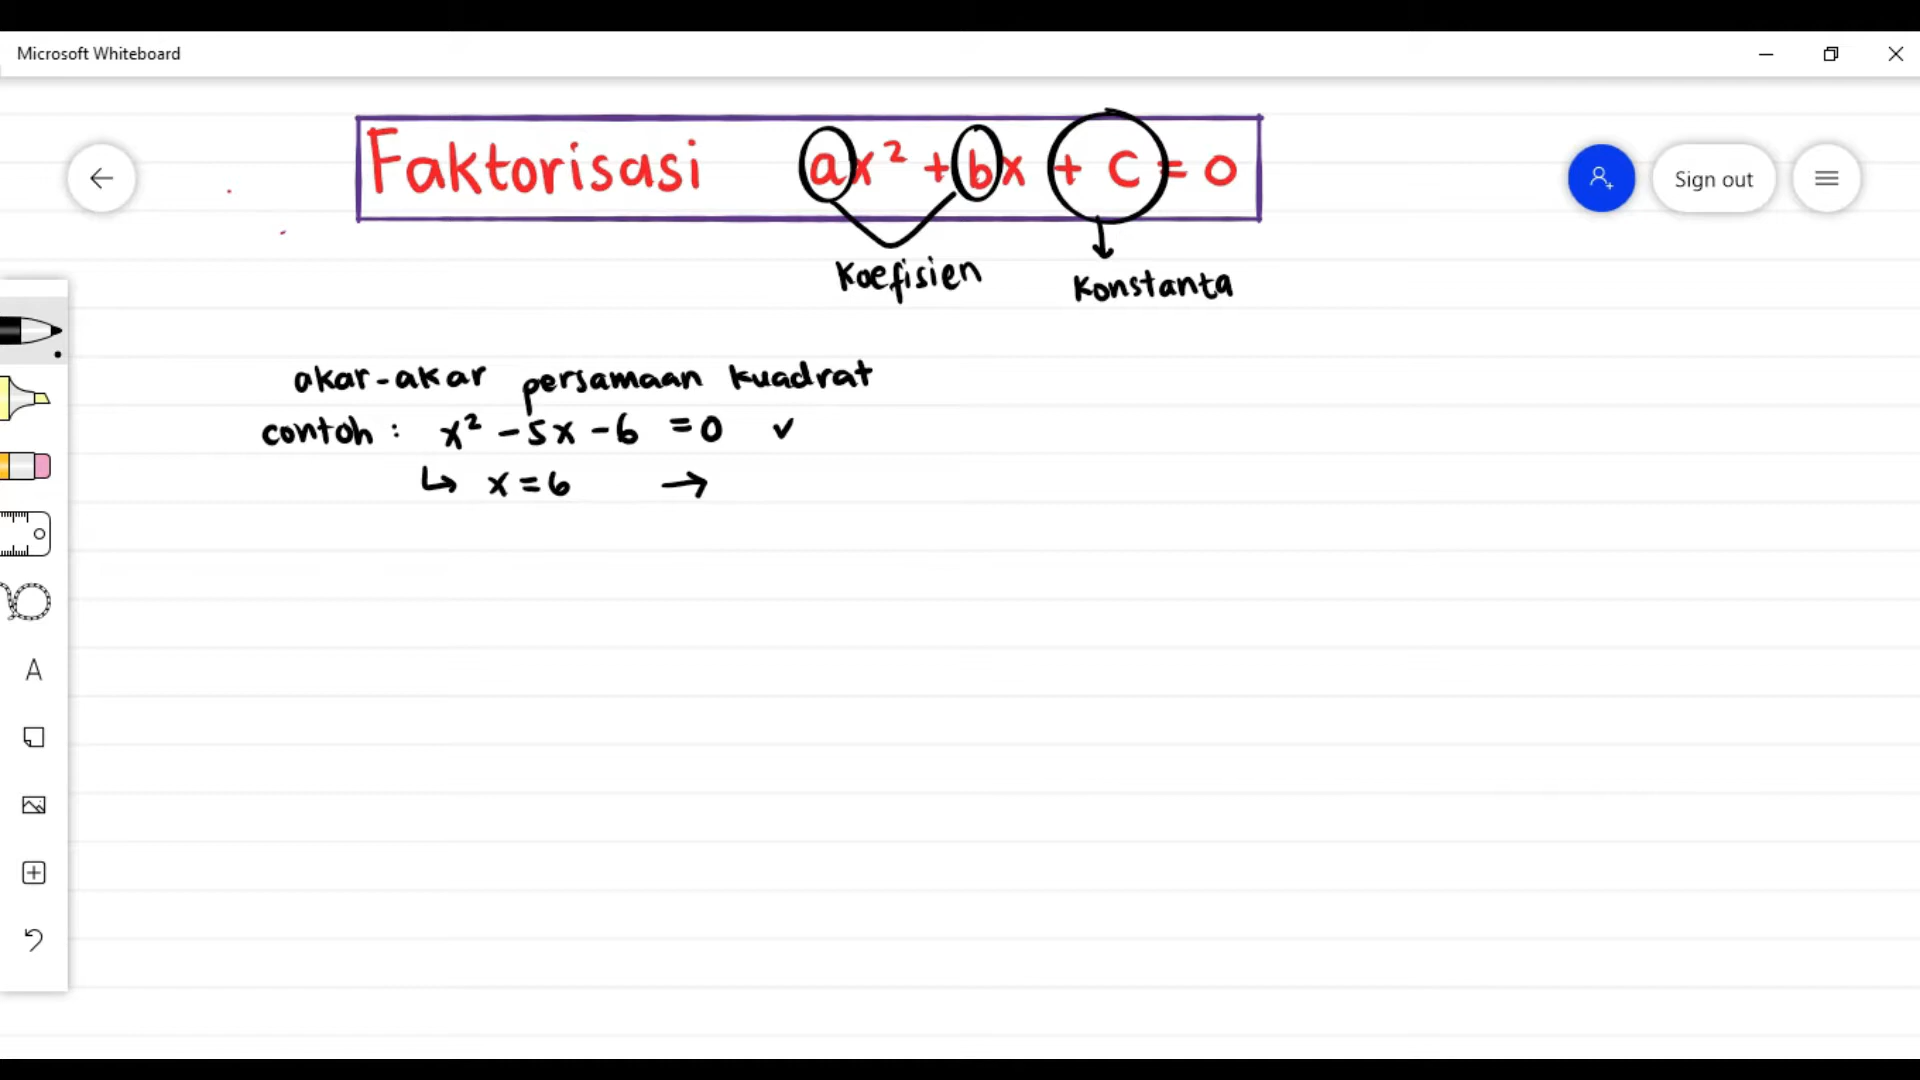 Microsoft Whiteboard
Faktorisasi ax² + bx + c = 0
Sign out
Koefisien
Konstanta
akar-akar persamaan kuadrat
contoh : x² - 5x - 6 = 0 ✓
↳ x = 6 →
A